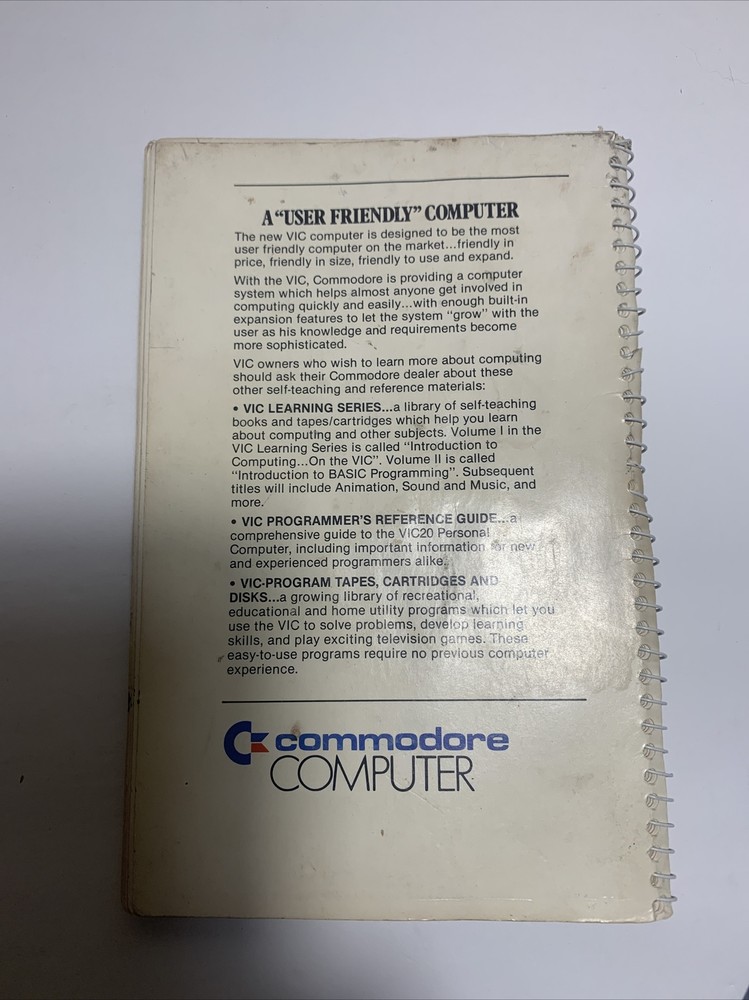 A "USER FRIENDLY" COMPUTER
The new VIC computer is designed to be the most
user friendly computer on the market...friendly in
price, friendly in size, friendly to use and expand.
With the VIC, Commodore is providing a computer
system which helps almost anyone get involved in
computing quickly and easily...with enough built-in
expansion features to let the system "grow" with the
user as his knowledge and requirements become
more sophisticated.
VIC owners who wish to learn more about computing
should ask their Commodore dealer about these
other self-teaching and reference materials:
• VIC LEARNING SERIES...a library of self-teaching
books and tapes/cartridges which help you learn
about computing and other subjects. Volume I in the
VIC Learning Series is called "Introduction to
Computing...On the VIC". Volume II is called
"Introduction to BASIC Programming". Subsequent
titles will include Animation, Sound and Music, and
more.
• VIC PROGRAMMER'S REFERENCE GUIDE...a
comprehensive guide to the VIC20 Personal
Computer, including important information for new
and experienced programmers alike.
• VIC-PROGRAM TAPES, CARTRIDGES AND
DISKS...a growing library of recreational,
educational and home utility programs which let you
use the VIC to solve problems, develop learning
skills, and play exciting television games. These
easy-to-use programs require no previous computer
experience.
commodore
COMPUTER